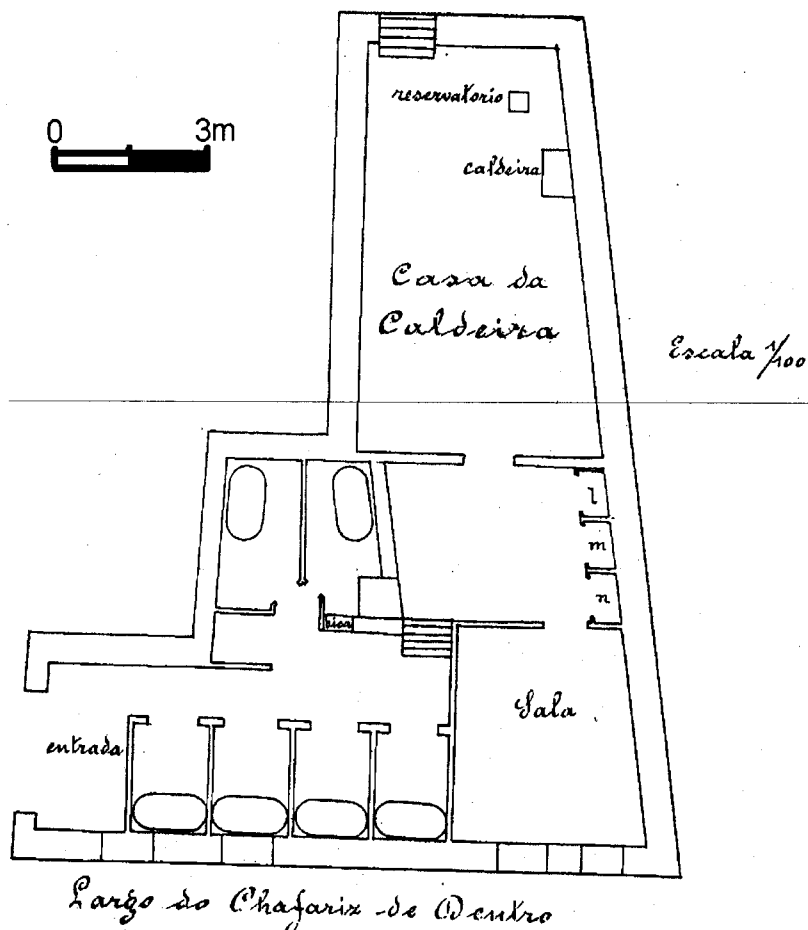 reservatorio
0 3m
caldeira
Casa da
Caldeira
Escala 1/100
l
m
n
Sala
entrada
Largo do Chafariz de Dentro